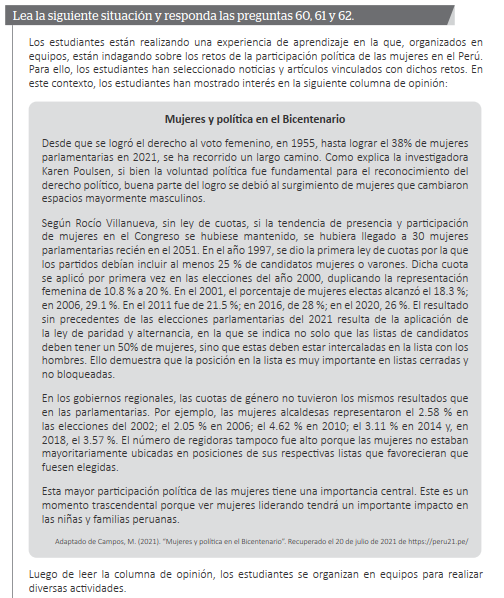 Lea la siguiente situación y responda las preguntas 60, 61 y 62.
Los estudiantes están realizando una experiencia de aprendizaje en la que, organizados en
equipos, están indagando sobre los retos de la participación política de las mujeres en el Perú.
Para ello, los estudiantes han seleccionado noticias y artículos vinculados con dichos retos. En
este contexto, los estudiantes han mostrado interés en la siguiente columna de opinión:
Mujeres y política en el Bicentenario
Desde que se logró el derecho al voto femenino, en 1955, hasta lograr el 38% de mujeres
parlamentarias en 2021, se ha recorrido un largo camino. Como explica la investigadora
Karen Poulsen, si bien la voluntad política fue fundamental para el reconocimiento del
derecho político, buena parte del logro se debió al surgimiento de mujeres que cambiaron
espacios mayormente masculinos.
Según Rocío Villanueva, sin ley de cuotas, si la tendencia de presencia y participación
de mujeres en el Congreso se hubiese mantenido, se hubiera llegado a 30 mujeres
parlamentarias recién en el 2051. En el año 1997, se dio la primera ley de cuotas por la que
los partidos debían incluir al menos 25 % de candidatos mujeres o varones. Dicha cuota
se aplicó por primera vez en las elecciones del año 2000, duplicando la representación
femenina de 10.8 % a 20 %. En el 2001, el porcentaje de mujeres electas alcanzó el 18.3 %;
en 2006, 29.1 %. En el 2011 fue de 21.5 %; en 2016, de 28 %; en el 2020, 26 %. El resultado
sin precedentes de las elecciones parlamentarias del 2021 resulta de la aplicación de
la ley de paridad y alternancia, en la que se indica no solo que las listas de candidatos
deben tener un 50% de mujeres, sino que estas deben estar intercaladas en la lista con los
hombres. Ello demuestra que la posición en la lista es muy importante en listas cerradas y
no bloqueadas.
En los gobiernos regionales, las cuotas de género no tuvieron los mismos resultados que
en las parlamentarias. Por ejemplo, las mujeres alcaldesas representaron el 2.58 % en
las elecciones del 2002; el 2.05 % en 2006; el 4.62 % en 2010; el 3.11 % en 2014 y, en
2018, el 3.57 %. El número de regidoras tampoco fue alto porque las mujeres no estaban
mayoritariamente ubicadas en posiciones de sus respectivas listas que favorecieran que
fuesen elegidas.
Esta mayor participación política de las mujeres tiene una importancia central. Este es un
momento trascendental porque ver mujeres liderando tendrá un importante impacto en
las niñas y familias peruanas.
Adaptado de Campos, M. (2021). "Mujeres y política en el Bicentenario". Recuperado el 20 de julio de 2021 de https://peru21.pe/
Luego de leer la columna de opinión, los estudiantes se organizan en equipos para realizar
diversas actividades.